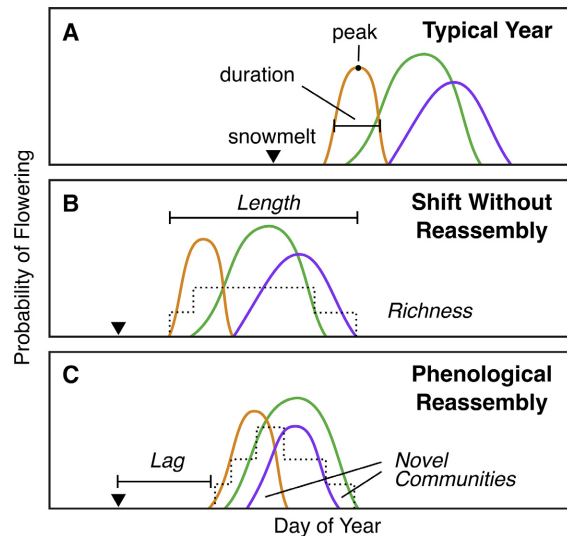 A
Typical Year
peak
duration
snowmelt
Probability of Flowering
B
Length
Shift Without
Reassembly
Richness
C
Phenological
Reassembly
Lag
Novel
Communities
Day of Year